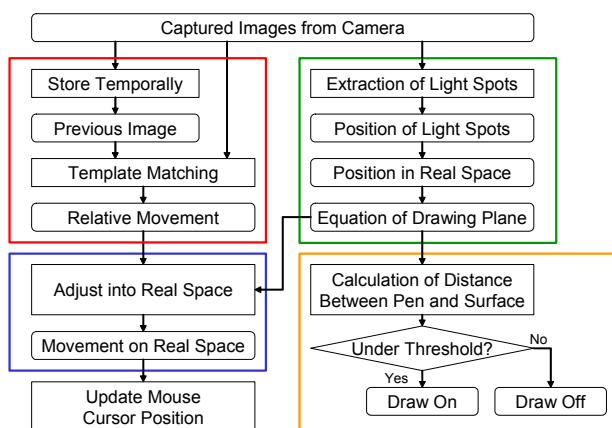 Captured Images from Camera
Store Temporally
Previous Image
Template Matching
Relative Movement
Extraction of Light Spots
Position of Light Spots
Position in Real Space
Equation of Drawing Plane
Adjust into Real Space
Movement on Real Space
Update Mouse
Cursor Position
Calculation of Distance
Between Pen and Surface
Under Threshold?
No
Yes
Draw On
Draw Off